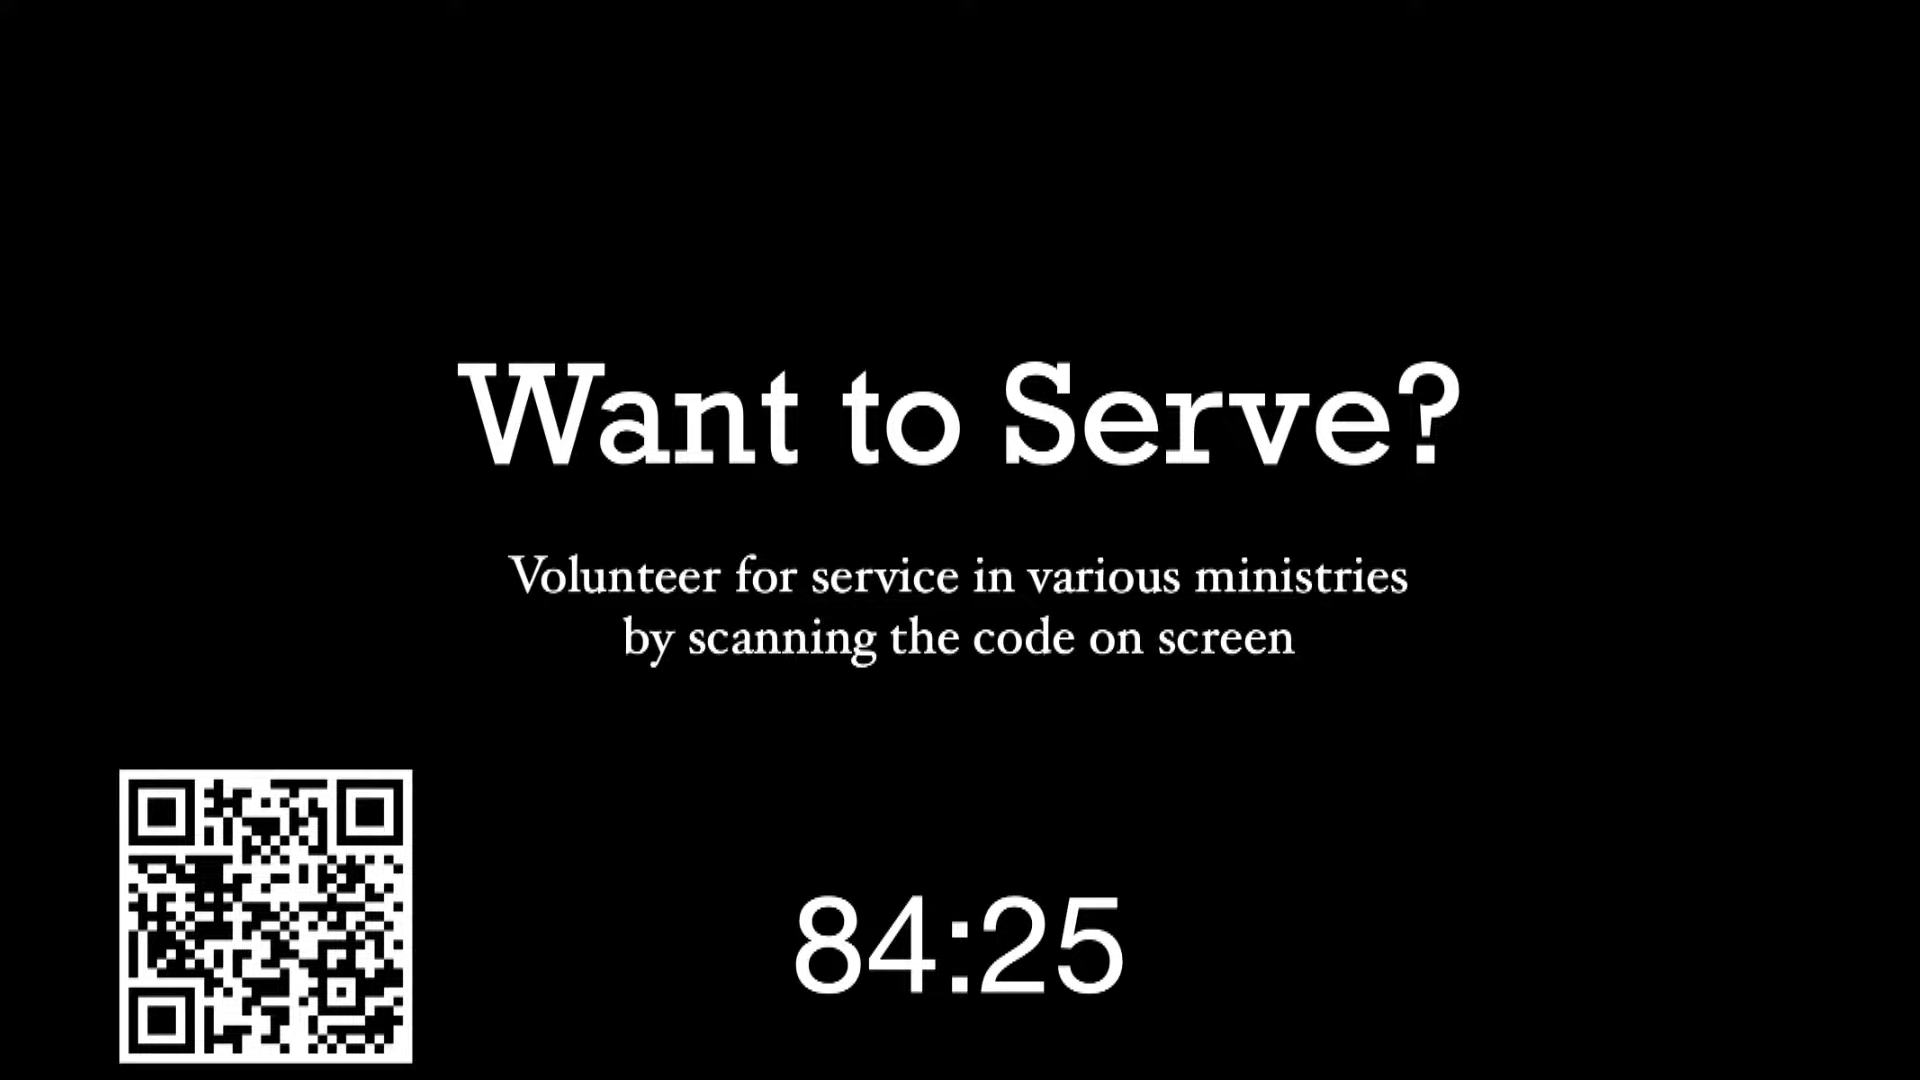 Want to Serve?
Volunteer for service in various ministries
by scanning the code on screen
84:25